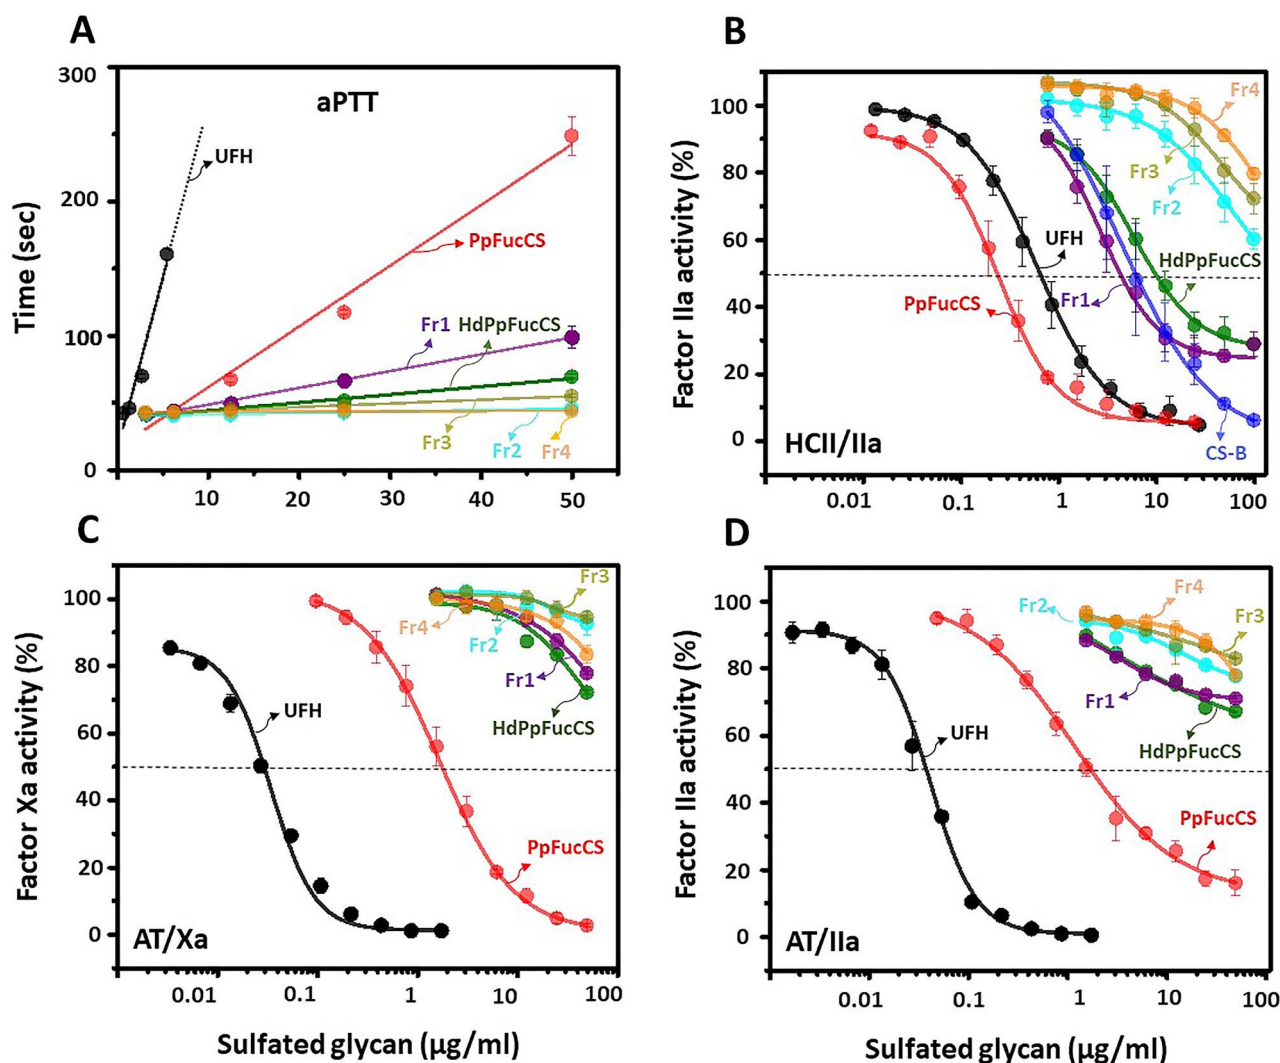 A
300
200
100
0
Time (sec)
aPTT
UFH
PpFucCS
Fr1
HdPpFucCS
Fr3
Fr2
Fr4
10
20
30
40
50
B
100
80
60
40
20
0
Factor IIa activity (%)
Fr4
Fr3
Fr2
UFH
HdPpFucCS
PpFucCS
Fr1
CS-B
HCII/IIa
0.01
0.1
1
10
100
C
100
80
60
40
20
0
Factor Xa activity (%)
Fr3
Fr4
Fr2
Fr1
HdPpFucCS
UFH
PpFucCS
AT/Xa
0.01
0.1
1
10
100
Sulfated glycan (µg/ml)
D
100
80
60
40
20
0
Factor IIa activity (%)
Fr4
Fr2
Fr3
Fr1
HdPpFucCS
UFH
PpFucCS
AT/IIa
0.01
0.1
1
10
100
Sulfated glycan (µg/ml)